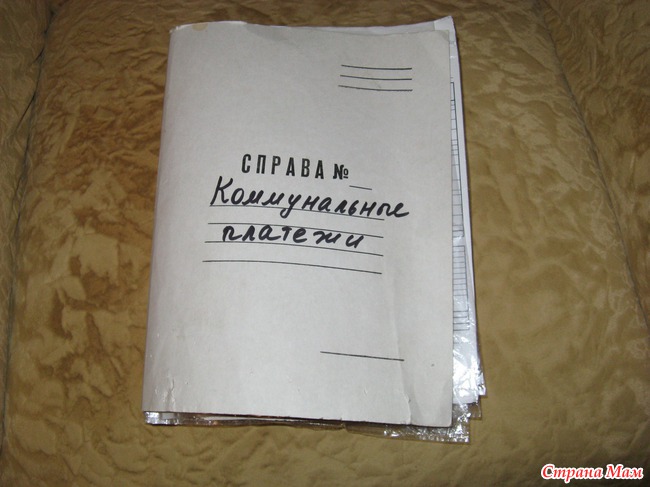 СПРАВА №
Коммунальные
платежи
Страна Мам